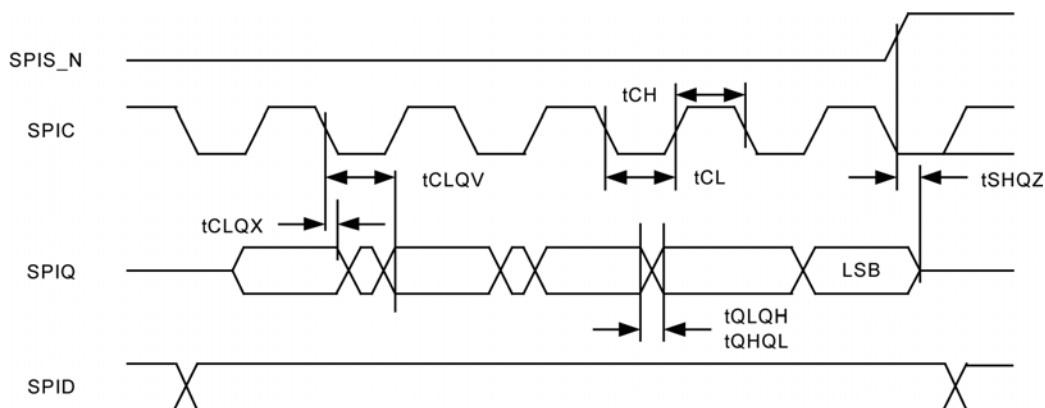 SPIS_N
SPIC
tCH
tCLQV
tCL
tSHQZ
tCLQX
SPIQ
LSB
tQLQH
tQHQL
SPID